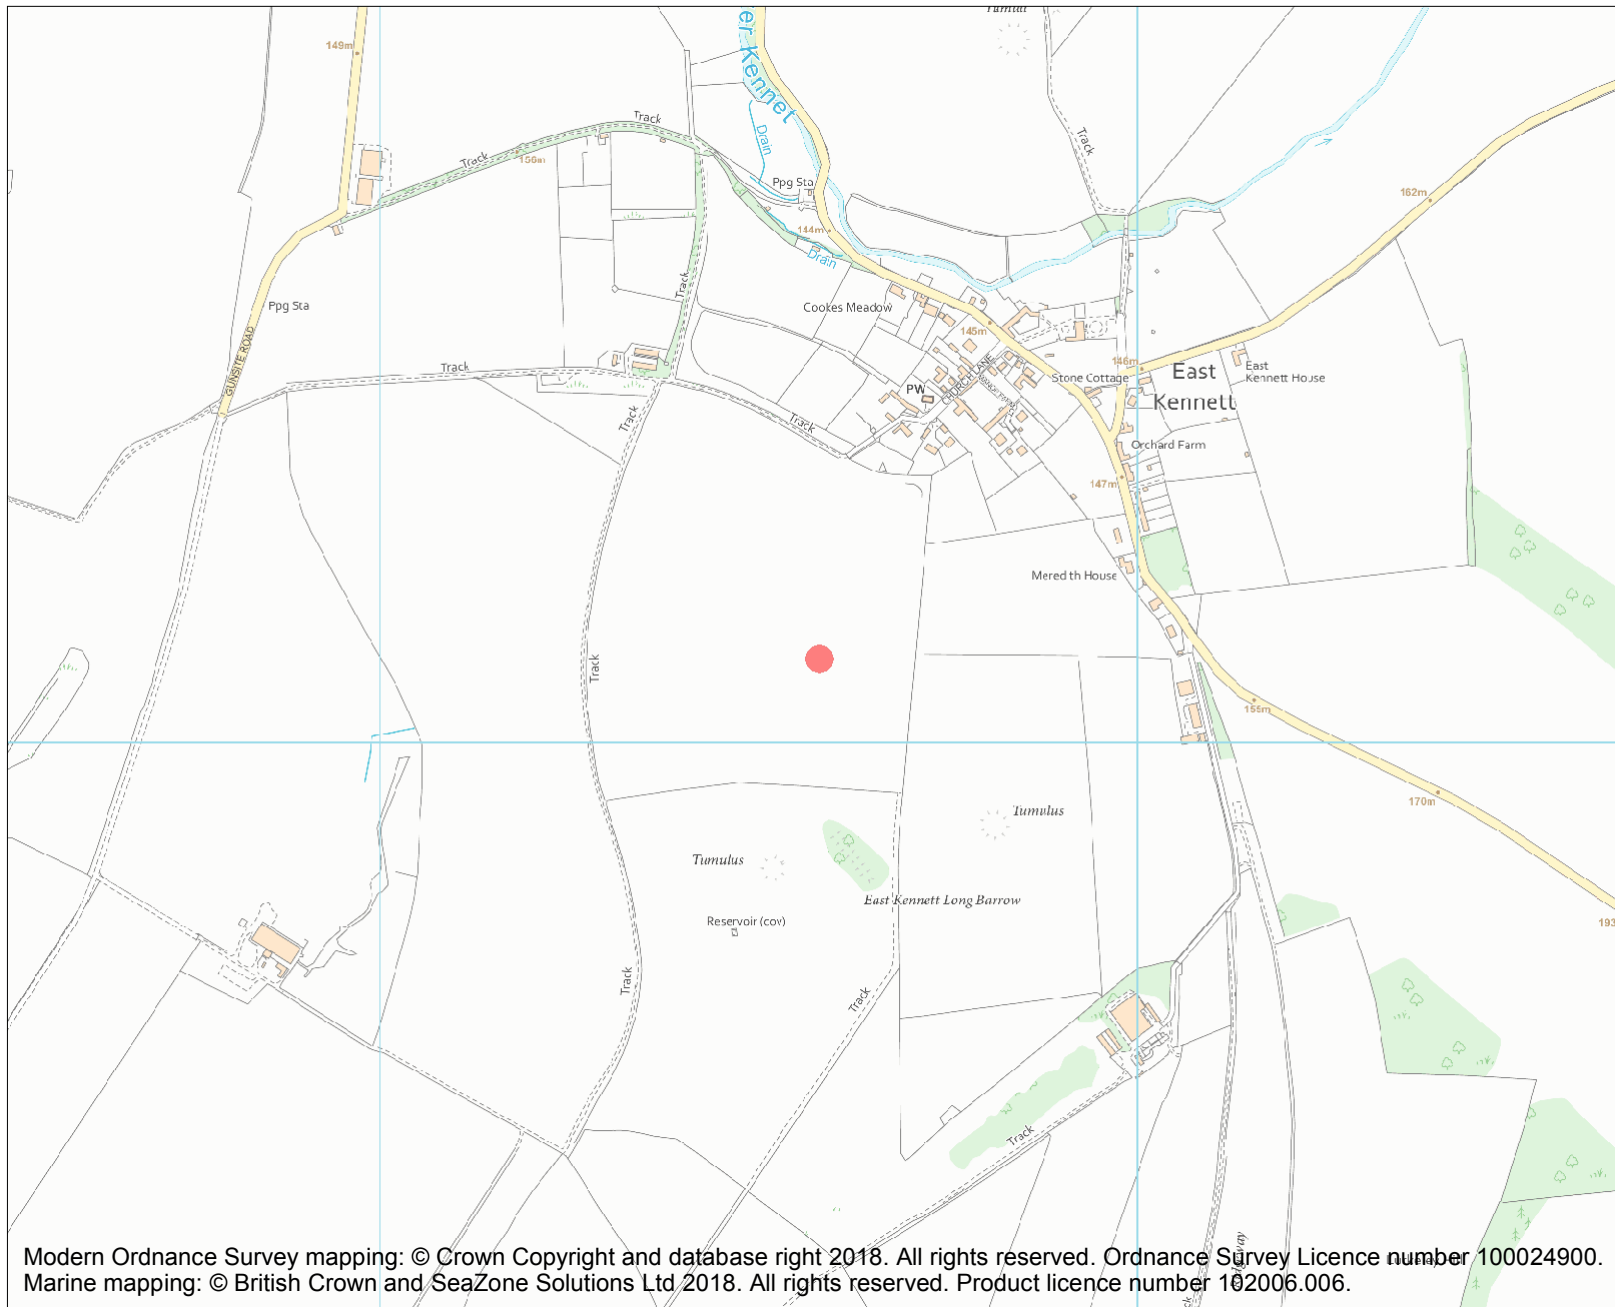 Tumuli
149m
er Kennet
Track
Drain
Track
Track
156m
Ppg Sta
162m
144m
Drain
Track
Ppg Sta
Cookes Meadow
145m
GUNSITE ROAD
146m
East
Kennett
East
Kennett House
Track
Stone Cottage
PW
CHURCH LANE
Track
Track
Orchard Farm
147m
Meredith House
Track
155m
170m
Tumulus
Tumulus
East Kennett Long Barrow
Reservoir (cov)
193
Track
Track
Track
Modern Ordnance Survey mapping: © Crown Copyright and database right 2018. All rights reserved. Ordnance Survey Licence number 100024900.
Marine mapping: © British Crown and SeaZone Solutions Ltd 2018. All rights reserved. Product licence number 102006.006.